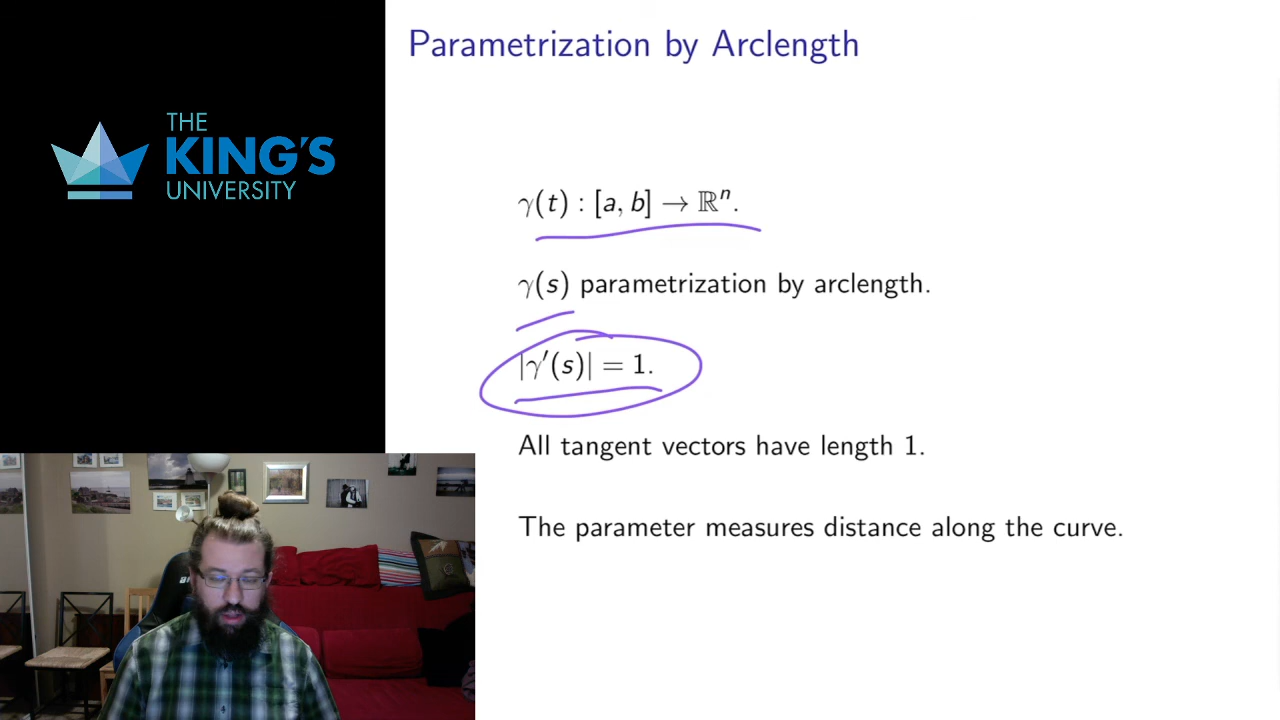 Parametrization by Arclength
THE
KING'S
UNIVERSITY
γ(t) : [a, b] → ℝⁿ.
γ(s) parametrization by arclength.
|γ′(s)| = 1.
All tangent vectors have length 1.
The parameter measures distance along the curve.